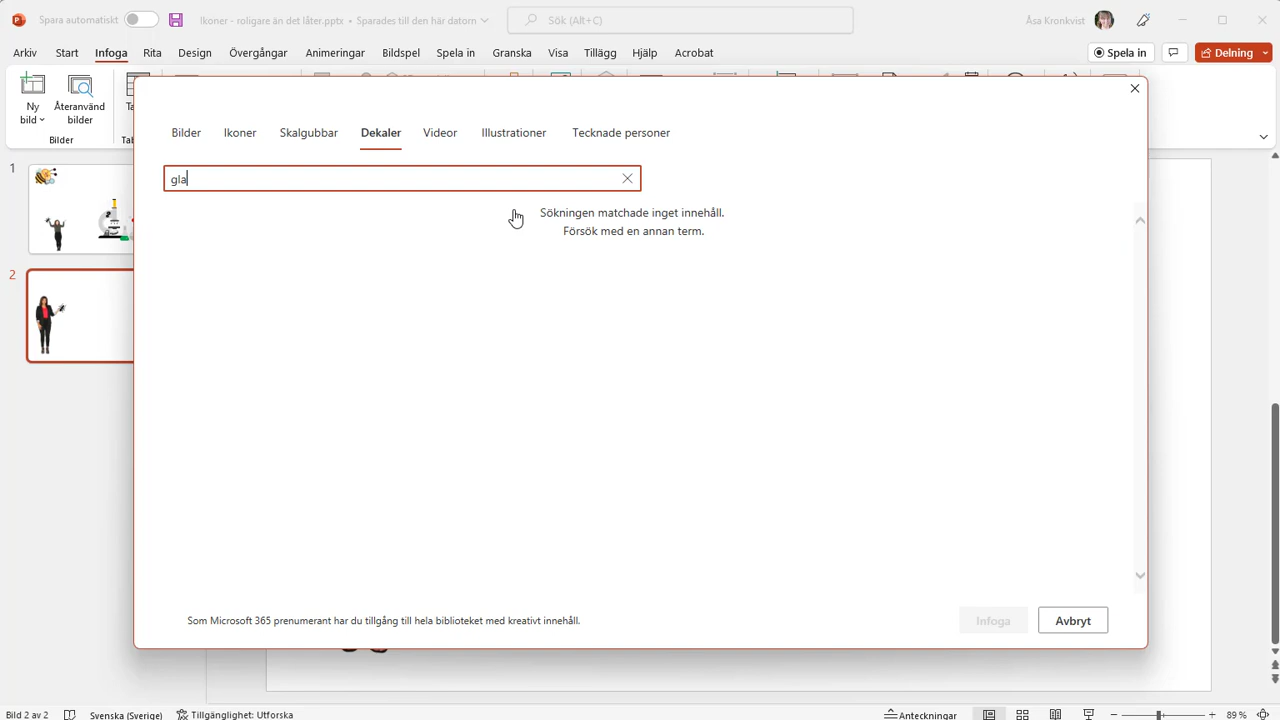 Spara automatiskt
Ikoner - roligare än det låter.pptx • Sparades till den här datorn
Sök (Alt+C)
Åsa Kronkvist
Arkiv Start Infoga Rita Design Övergångar Animeringar Bildspel Spela in Granska Visa Tillägg Hjälp Acrobat
Spela in
Delning
Ny bild
Återanvänd bilder
Bilder
Bilder Ikoner Skalgubbar Dekaler Videor Illustrationer Tecknade personer
gla
Sökningen matchade inget innehåll.
Försök med en annan term.
1
2
Som Microsoft 365 prenumerant har du tillgång till hela biblioteket med kreativt innehåll.
Infoga
Avbryt
Bild 2 av 2
Svenska (Sverige)
Tillgänglighet: Utforska
Anteckningar
89 %